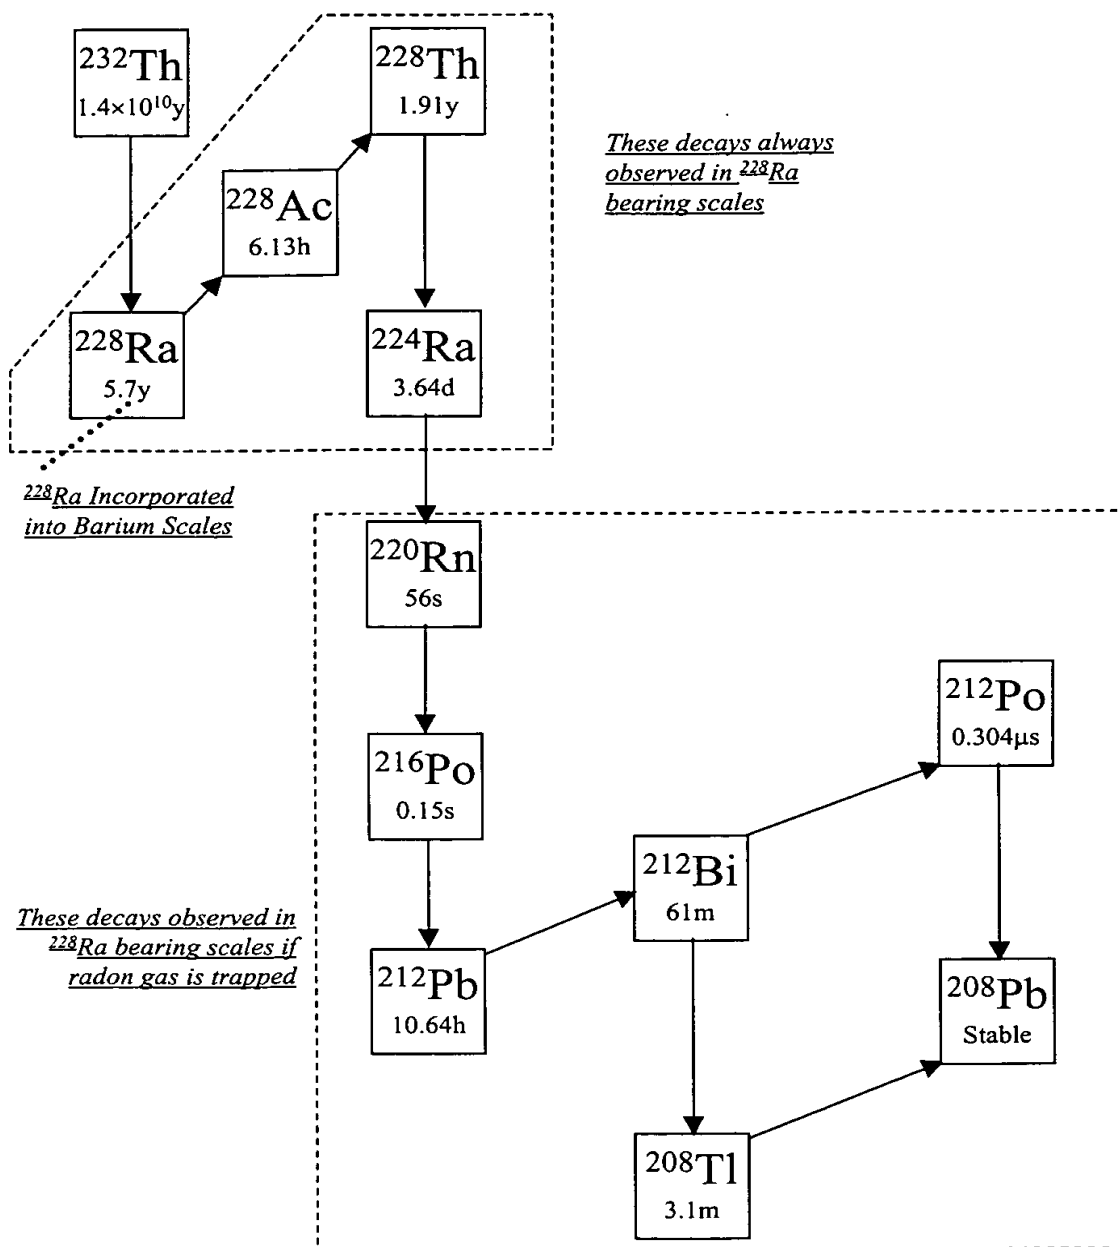 ²³²Th
1.4×10¹⁰y
²²⁸Th
1.91y
These decays always
observed in ²²⁸Ra
bearing scales
²²⁸Ac
6.13h
²²⁸Ra
5.7y
²²⁴Ra
3.64d
²²⁸Ra Incorporated
into Barium Scales
²²⁰Rn
56s
²¹²Po
0.304μs
²¹⁶Po
0.15s
²¹²Bi
61m
These decays observed in
²²⁸Ra bearing scales if
radon gas is trapped
²¹²Pb
10.64h
²⁰⁸Pb
Stable
²⁰⁸Tl
3.1m